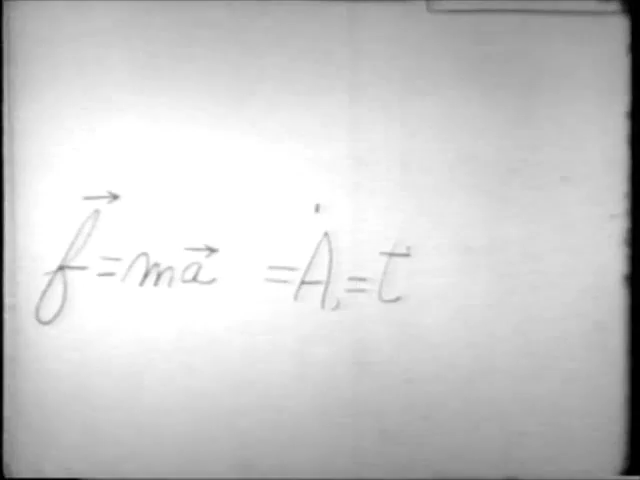 f⃗ = ma⃗ = Ȧ, = t